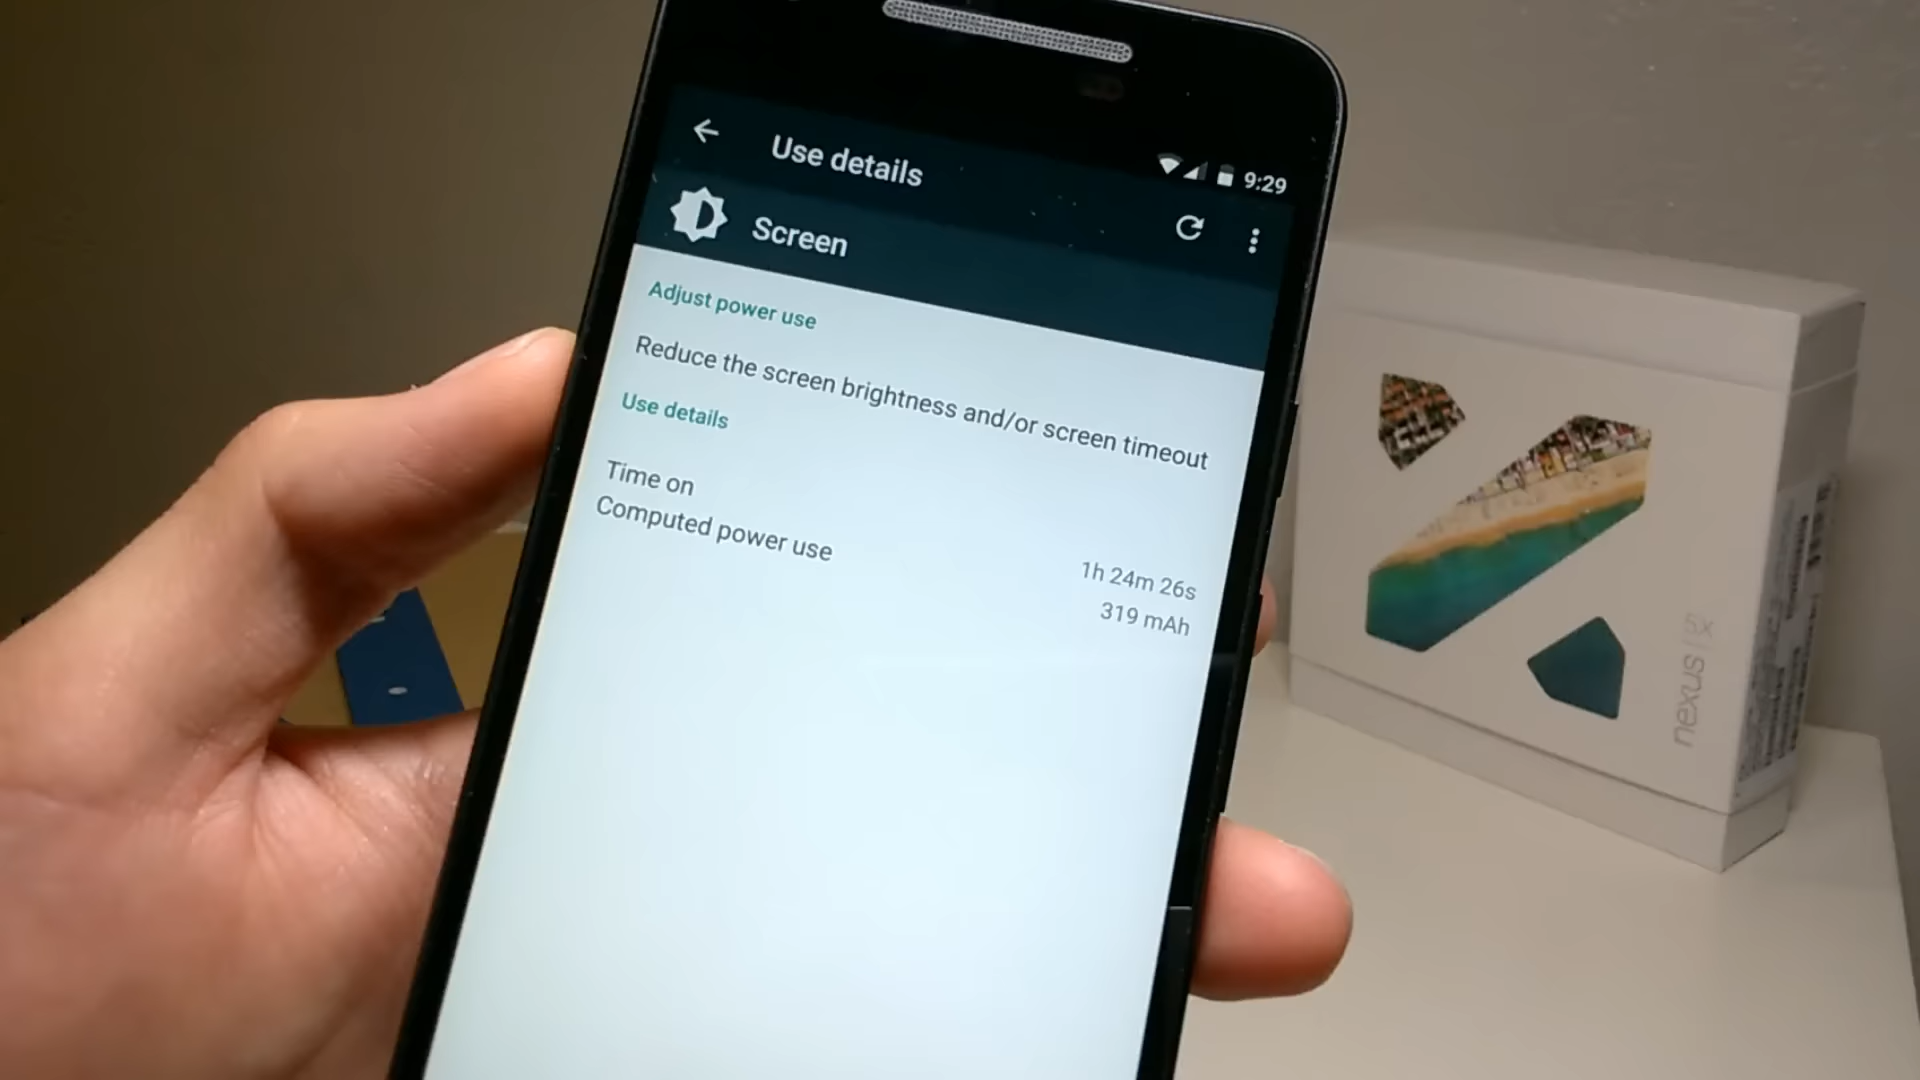 Use details
9:29
Screen
Adjust power use
Reduce the screen brightness and/or screen timeout
Use details
Time on
1h 24m 26s
Computed power use
319 mAh
nexus 5X